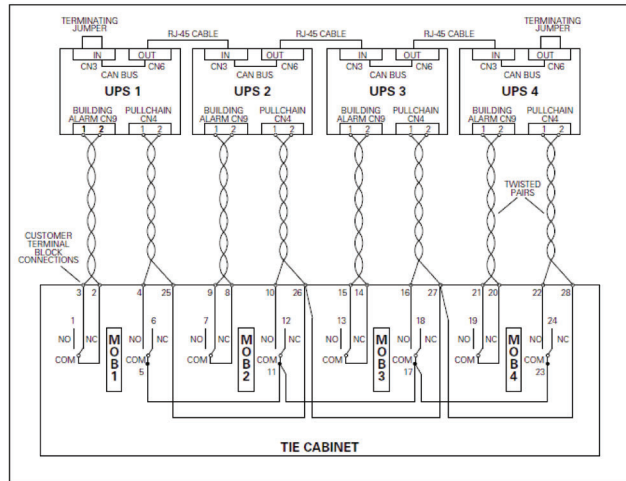 TERMINATING JUMPER RJ-45 CABLE RJ-45 CABLE RJ-45 CABLE TERMINATING JUMPER
IN OUT IN OUT IN OUT IN OUT
CN3 CN6 CN3 CN6 CN3 CN6 CN3 CN6
CAN BUS CAN BUS CAN BUS CAN BUS
UPS 1 UPS 2 UPS 3 UPS 4
BUILDING PULLCHAIN BUILDING PULLCHAIN BUILDING PULLCHAIN BUILDING PULLCHAIN
ALARM CN9 CN4 ALARM CN9 CN4 ALARM CN9 CN4 ALARM CN9 CN4
1 2 1 2 1 2 1 2 1 2 1 2 1 2 1 2
TWISTED
PAIRS
CUSTOMER
TERMINAL
BLOCK
CONNECTIONS
3 2 4 25 9 8 10 26 15 14 16 27 21 20 22 28
1 6 7 12 13 18 19 24
NO NC NO NC NO NC NO NC NO NC NO NC NO NC NO NC
COM MOB1 COM COM MOB2 COM COM MOB3 COM COM MOB4 COM
5 11 17 23
TIE CABINET